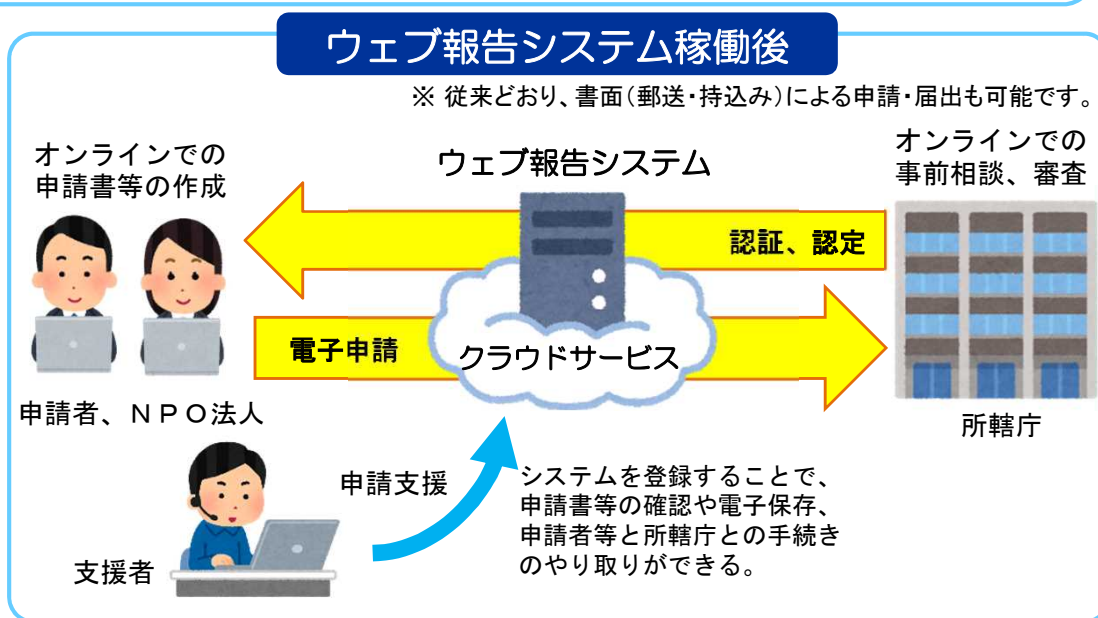 ウェブ報告システム稼働後
※ 従来どおり、書面（郵送・持込み）による申請・届出も可能です。
オンラインでの
申請書等の作成
ウェブ報告システム
オンラインでの
事前相談、審査
認証、認定
電子申請
クラウドサービス
申請者、ＮＰＯ法人
所轄庁
申請支援
支援者
システムを登録することで、
申請書等の確認や電子保存、
申請者等と所轄庁との手続き
のやり取りができる。